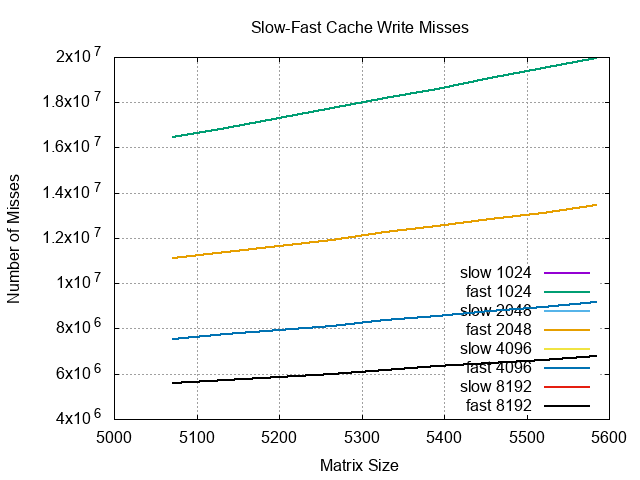 Slow-Fast Cache Write Misses
2x10^7
1.8x10^7
1.6x10^7
1.4x10^7
1.2x10^7
1x10^7
8x10^6
6x10^6
4x10^6
Number of Misses
slow 1024
fast 1024
slow 2048
fast 2048
slow 4096
fast 4096
slow 8192
fast 8192
5000 5100 5200 5300 5400 5500 5600
Matrix Size